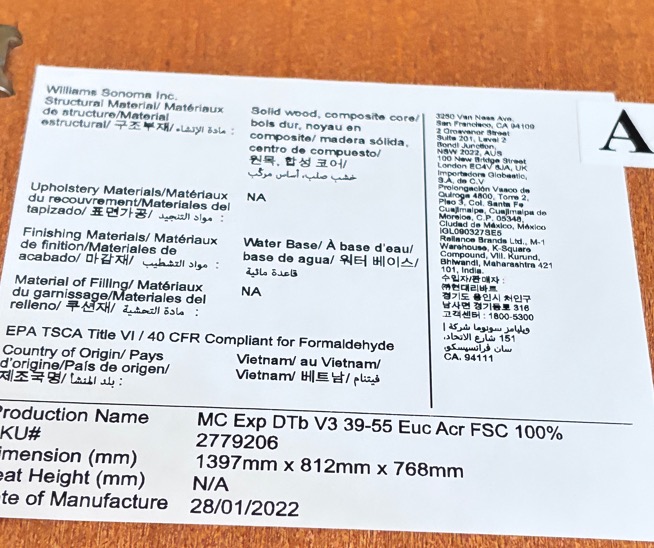 Williams Sonoma Inc.
Structural Material/ Matériaux
de structure/Material
estructural/ 구조부재/ مادة الإنشاء :
Solid wood, composite core/
bois dur, noyau en
composite/ madera sólida,
centro de compuesto/
원목, 합성 코어/
خشب صلب، أساس مركّب
Upholstery Materials/Matériaux
du recouvrement/Materiales del
tapizado/ 표면가공/ مواد التنجيد :
NA
Finishing Materials/ Matériaux
de finition/Materiales de
acabado/ 마감재/ مواد التشطيب :
Water Base/ À base d'eau/
base de agua/ 워터 베이스/
قاعدة مائية
Material of Filling/ Matériaux
du garnissage/Materiales del
relleno/ 쿠션재/ مادة التحشية :
NA
EPA TSCA Title VI / 40 CFR Compliant for Formaldehyde
Country of Origin/ Pays
d'origine/País de origen/
제조국명/ بلد المنشأ :
Vietnam/ au Vietnam/
Vietnam/ 베트남/ فيتنام
3250 Van Ness Ave,
San Francisco, CA 94109
2 Grosvenor Street
Suite 201, Level 2
Bondi Junction,
NSW 2022, AUS
100 New Bridge Street
London EC4V 6JA, UK
Importadora Globastic,
S.A. de C.V
Prolongación Vasco de
Quiroga 4800, Torre 2,
Piso 3, Col. Santa Fe
Cuajimalpa, Cuajimalpa de
Morelos, C.P. 05348,
Ciudad de México, México
IGL090327SE5
Reliance Brands Ltd., M-1
Warehouse, K-Square
Compound, Vill. Kurund,
Bhiwandi, Maharashtra 421
101, India.
수입자/판매자 :
㈜현대리바트
경기도 용인시 처인구
남사면 경기동로 316
고객센터 : 1800-5300
ويليامز سونوما شركة |
151 شارع الاتحاد،
سان فرانسيسكو
CA. 94111
A
Production Name MC Exp DTb V3 39-55 Euc Acr FSC 100%
KU# 2779206
imension (mm) 1397mm x 812mm x 768mm
eat Height (mm) N/A
te of Manufacture 28/01/2022